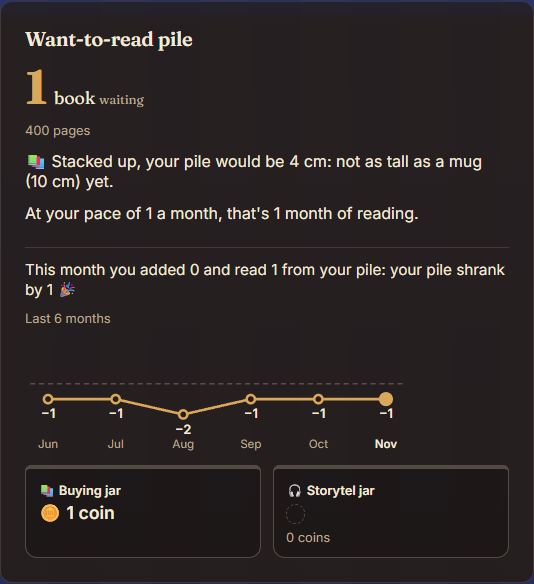 Want-to-read pile
1 book waiting
400 pages
📚 Stacked up, your pile would be 4 cm: not as tall as a mug
(10 cm) yet.
At your pace of 1 a month, that's 1 month of reading.
This month you added 0 and read 1 from your pile: your pile shrank
by 1 🎉
Last 6 months
−1 −1 −2 −1 −1 −1
Jun Jul Aug Sep Oct Nov
📚 Buying jar
1 coin
🎧 Storytel jar
0 coins